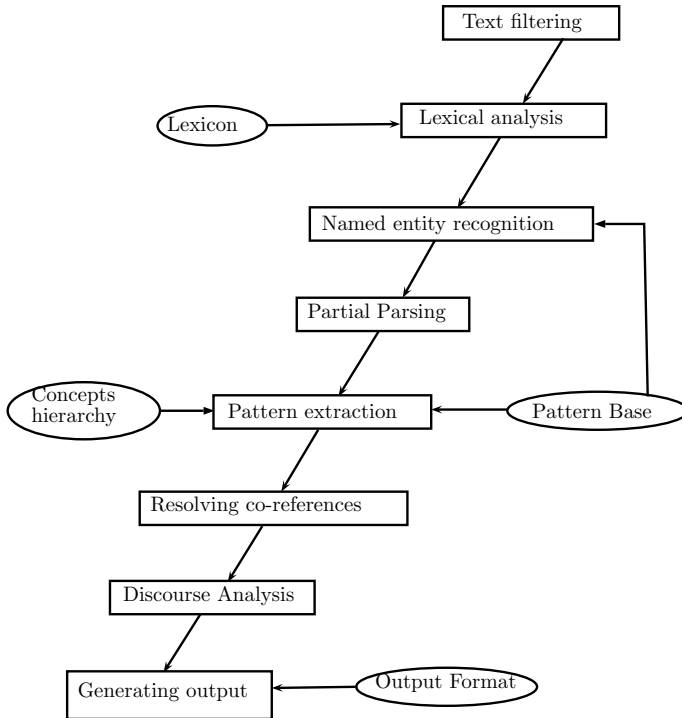 Text filtering
Lexicon
Lexical analysis
Named entity recognition
Partial Parsing
Concepts
hierarchy
Pattern extraction
Pattern Base
Resolving co-references
Discourse Analysis
Generating output
Output Format